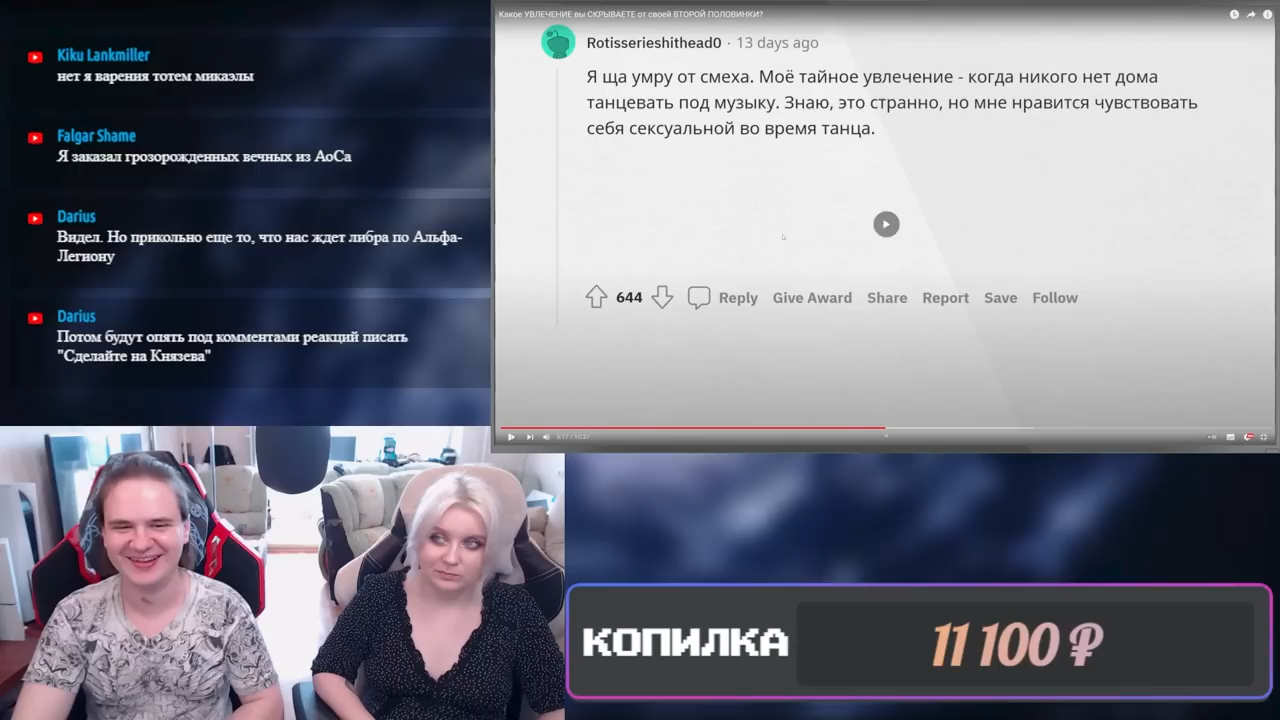 Kiku Lankmiller
нет я варения тотем миказлы
Falgar Shame
Я заказал грозорожденных вечных из АоСа
Darius
Видел. Но прикольно еще то, что нас ждет либра по Альфа-
Легиону
Darius
Потом будут опять под комментами реакций писать
"Сделайте на Князева"
Какое УВЛЕЧЕНИЕ вы СКРЫВАЕТЕ от своей ВТОРОЙ ПОЛОВИНКИ?
Rotisserieshithead0 · 13 days ago
Я ща умру от смеха. Моё тайное увлечение - когда никого нет дома
танцевать под музыку. Знаю, это странно, но мне нравится чувствовать
себя сексуальной во время танца.
644 Reply Give Award Share Report Save Follow
КОПИЛКА 11 100 ₽